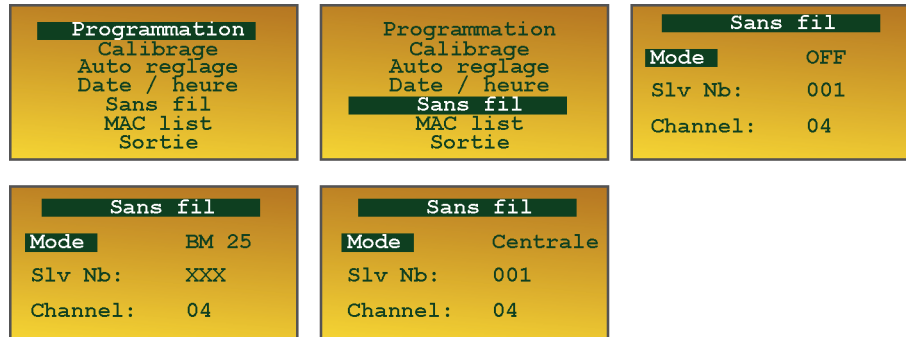 Programmation
Calibrage
Auto reglage
Date / heure
Sans fil
MAC list
Sortie
Programmation
Calibrage
Auto reglage
Date / heure
Sans fil
MAC list
Sortie
Sans fil
Mode OFF
Slv Nb: 001
Channel: 04
Sans fil
Mode BM 25
Slv Nb: XXX
Channel: 04
Sans fil
Mode Centrale
Slv Nb: 001
Channel: 04